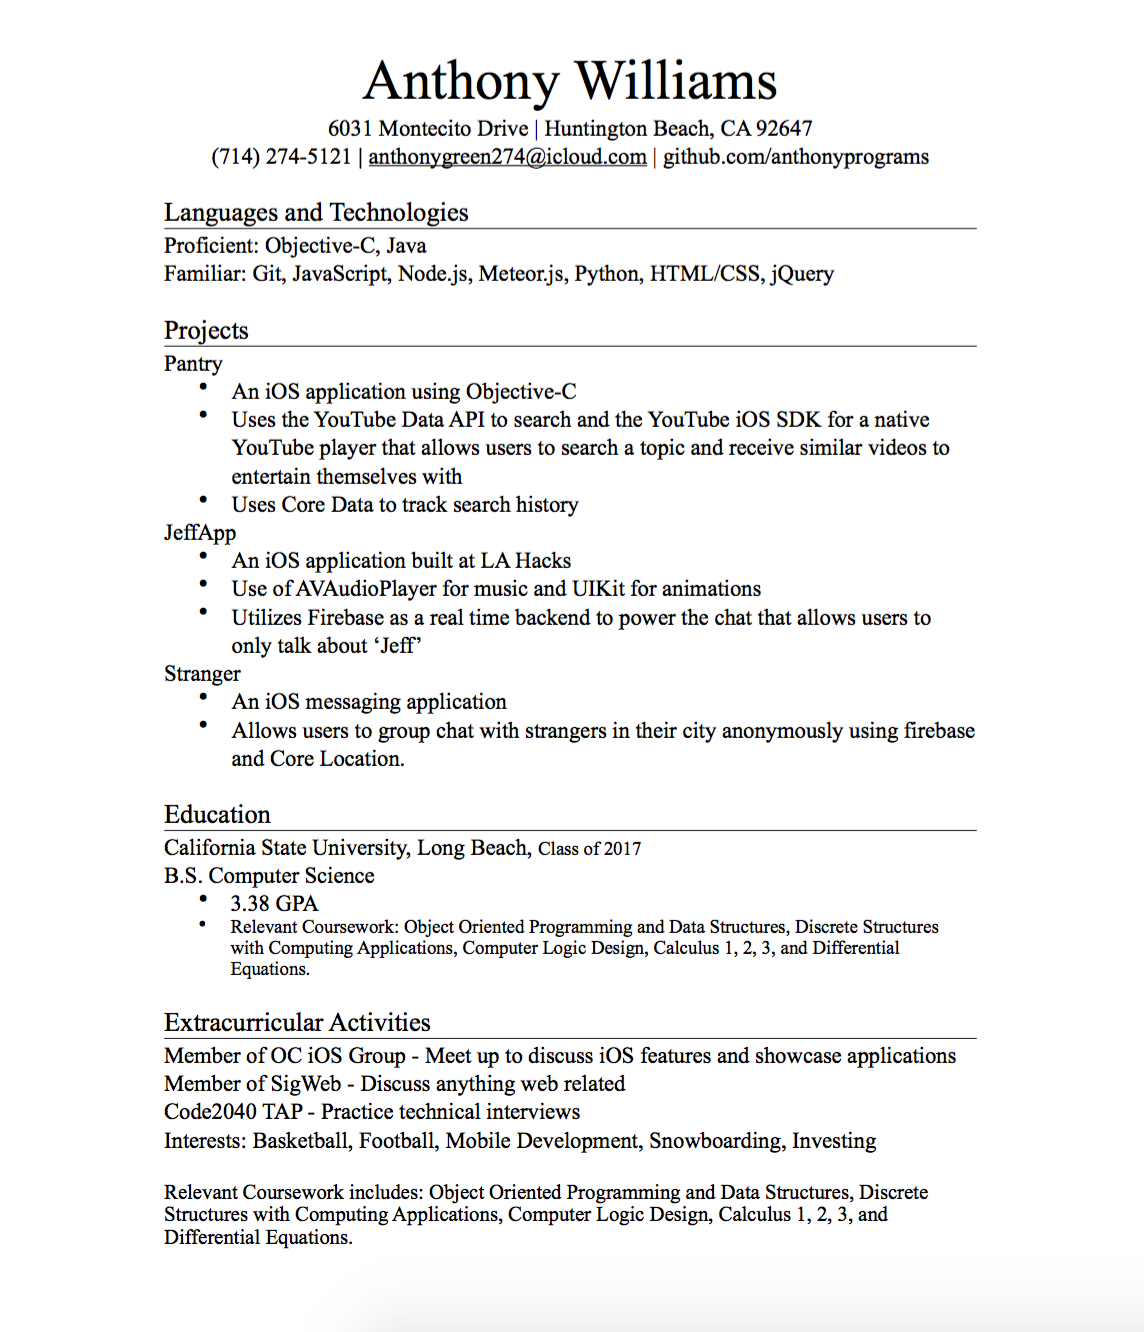 Anthony Williams
6031 Montecito Drive | Huntington Beach, CA 92647
(714) 274-5121 | anthonygreen274@icloud.com | github.com/anthonyprograms
Languages and Technologies
Proficient: Objective-C, Java
Familiar: Git, JavaScript, Node.js, Meteor.js, Python, HTML/CSS, jQuery
Projects
Pantry
• An iOS application using Objective-C
• Uses the YouTube Data API to search and the YouTube iOS SDK for a native
YouTube player that allows users to search a topic and receive similar videos to
entertain themselves with
• Uses Core Data to track search history
JeffApp
• An iOS application built at LA Hacks
• Use of AVAudioPlayer for music and UIKit for animations
• Utilizes Firebase as a real time backend to power the chat that allows users to
only talk about ‘Jeff’
Stranger
• An iOS messaging application
• Allows users to group chat with strangers in their city anonymously using firebase
and Core Location.
Education
California State University, Long Beach, Class of 2017
B.S. Computer Science
• 3.38 GPA
• Relevant Coursework: Object Oriented Programming and Data Structures, Discrete Structures
with Computing Applications, Computer Logic Design, Calculus 1, 2, 3, and Differential
Equations.
Extracurricular Activities
Member of OC iOS Group - Meet up to discuss iOS features and showcase applications
Member of SigWeb - Discuss anything web related
Code2040 TAP - Practice technical interviews
Interests: Basketball, Football, Mobile Development, Snowboarding, Investing
Relevant Coursework includes: Object Oriented Programming and Data Structures, Discrete
Structures with Computing Applications, Computer Logic Design, Calculus 1, 2, 3, and
Differential Equations.